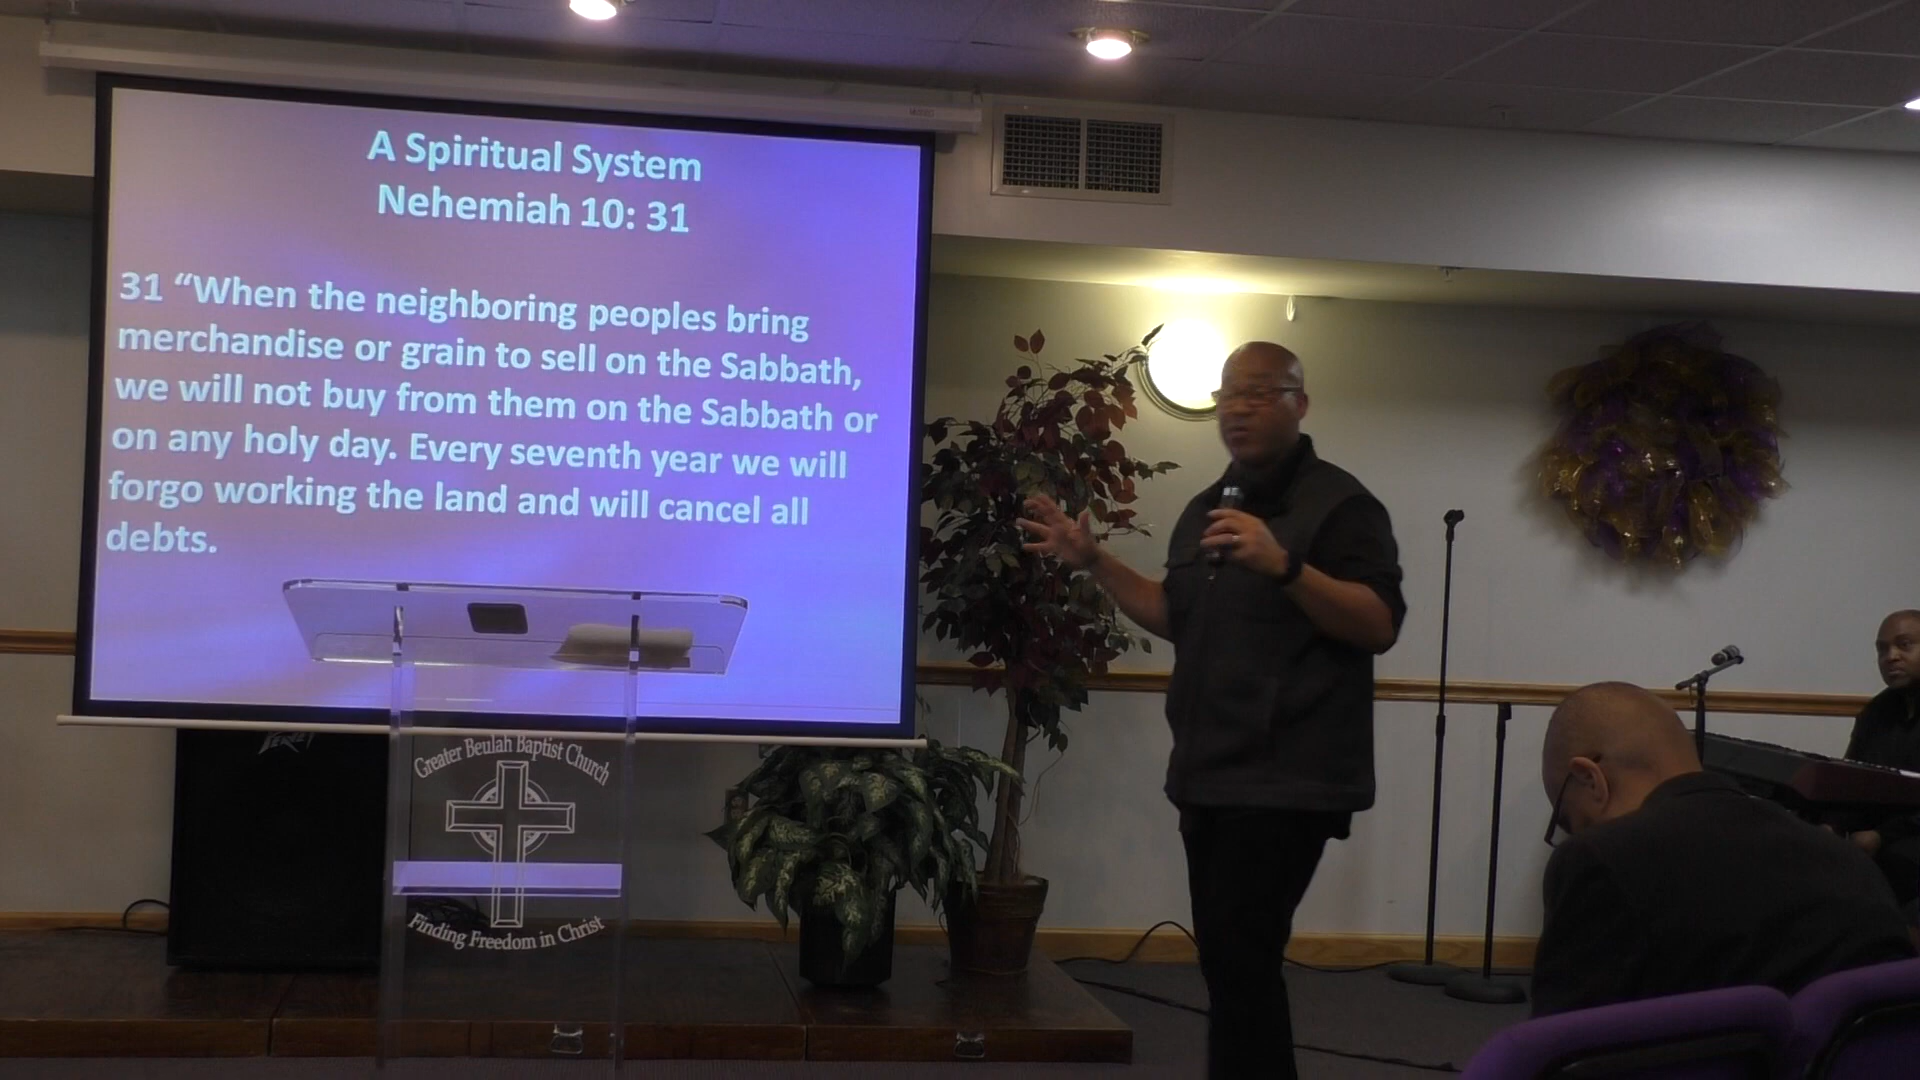 A Spiritual System
Nehemiah 10: 31
31 “When the neighboring peoples bring
merchandise or grain to sell on the Sabbath,
we will not buy from them on the Sabbath or
on any holy day. Every seventh year we will
forgo working the land and will cancel all
debts.
PEAVEY
Greater Beulah Baptist Church
Finding Freedom in Christ